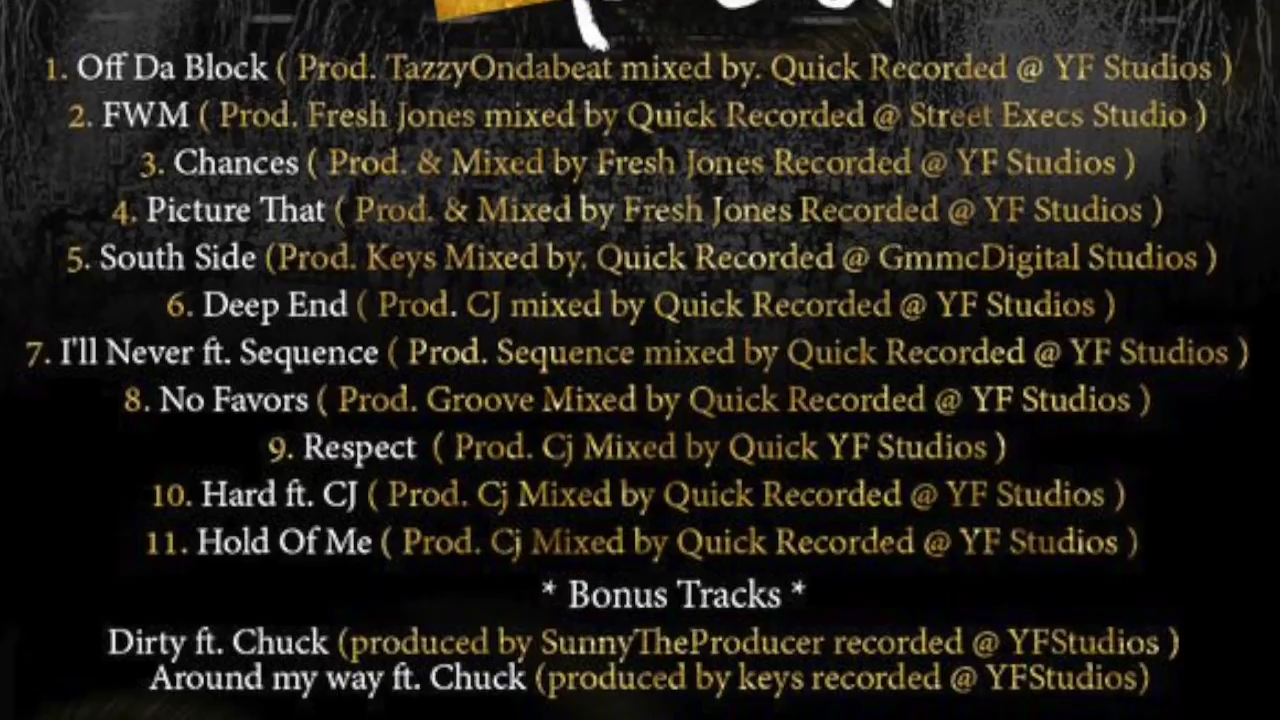 1. Off Da Block ( Prod. TazzyOndabeat mixed by. Quick Recorded @ YF Studios )
2. FWM ( Prod. Fresh Jones mixed by Quick Recorded @ Street Execs Studio )
3. Chances ( Prod. & Mixed by Fresh Jones Recorded @ YF Studios )
4. Picture That ( Prod. & Mixed by Fresh Jones Recorded @ YF Studios )
5. South Side (Prod. Keys Mixed by. Quick Recorded @ GmmcDigital Studios )
6. Deep End ( Prod. CJ mixed by Quick Recorded @ YF Studios )
7. I'll Never ft. Sequence ( Prod. Sequence mixed by Quick Recorded @ YF Studios )
8. No Favors ( Prod. Groove Mixed by Quick Recorded @ YF Studios )
9. Respect ( Prod. Cj Mixed by Quick YF Studios )
10. Hard ft. CJ ( Prod. Cj Mixed by Quick Recorded @ YF Studios )
11. Hold Of Me ( Prod. Cj Mixed by Quick Recorded @ YF Studios )
* Bonus Tracks *
Dirty ft. Chuck (produced by SunnyTheProducer recorded @ YFStudios )
Around my way ft. Chuck (produced by keys recorded @ YFStudios)